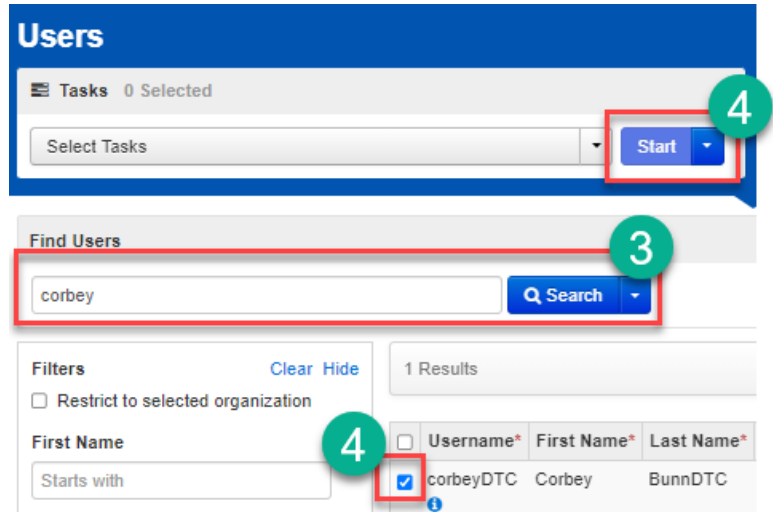 Users
Tasks 0 Selected
4
Select Tasks
Start
Find Users
3
corbey
Search
Filters
Clear Hide
1 Results
Restrict to selected organization
First Name
4
Username* First Name* Last Name*
Starts with
corbeyDTC Corbey BunnDTC